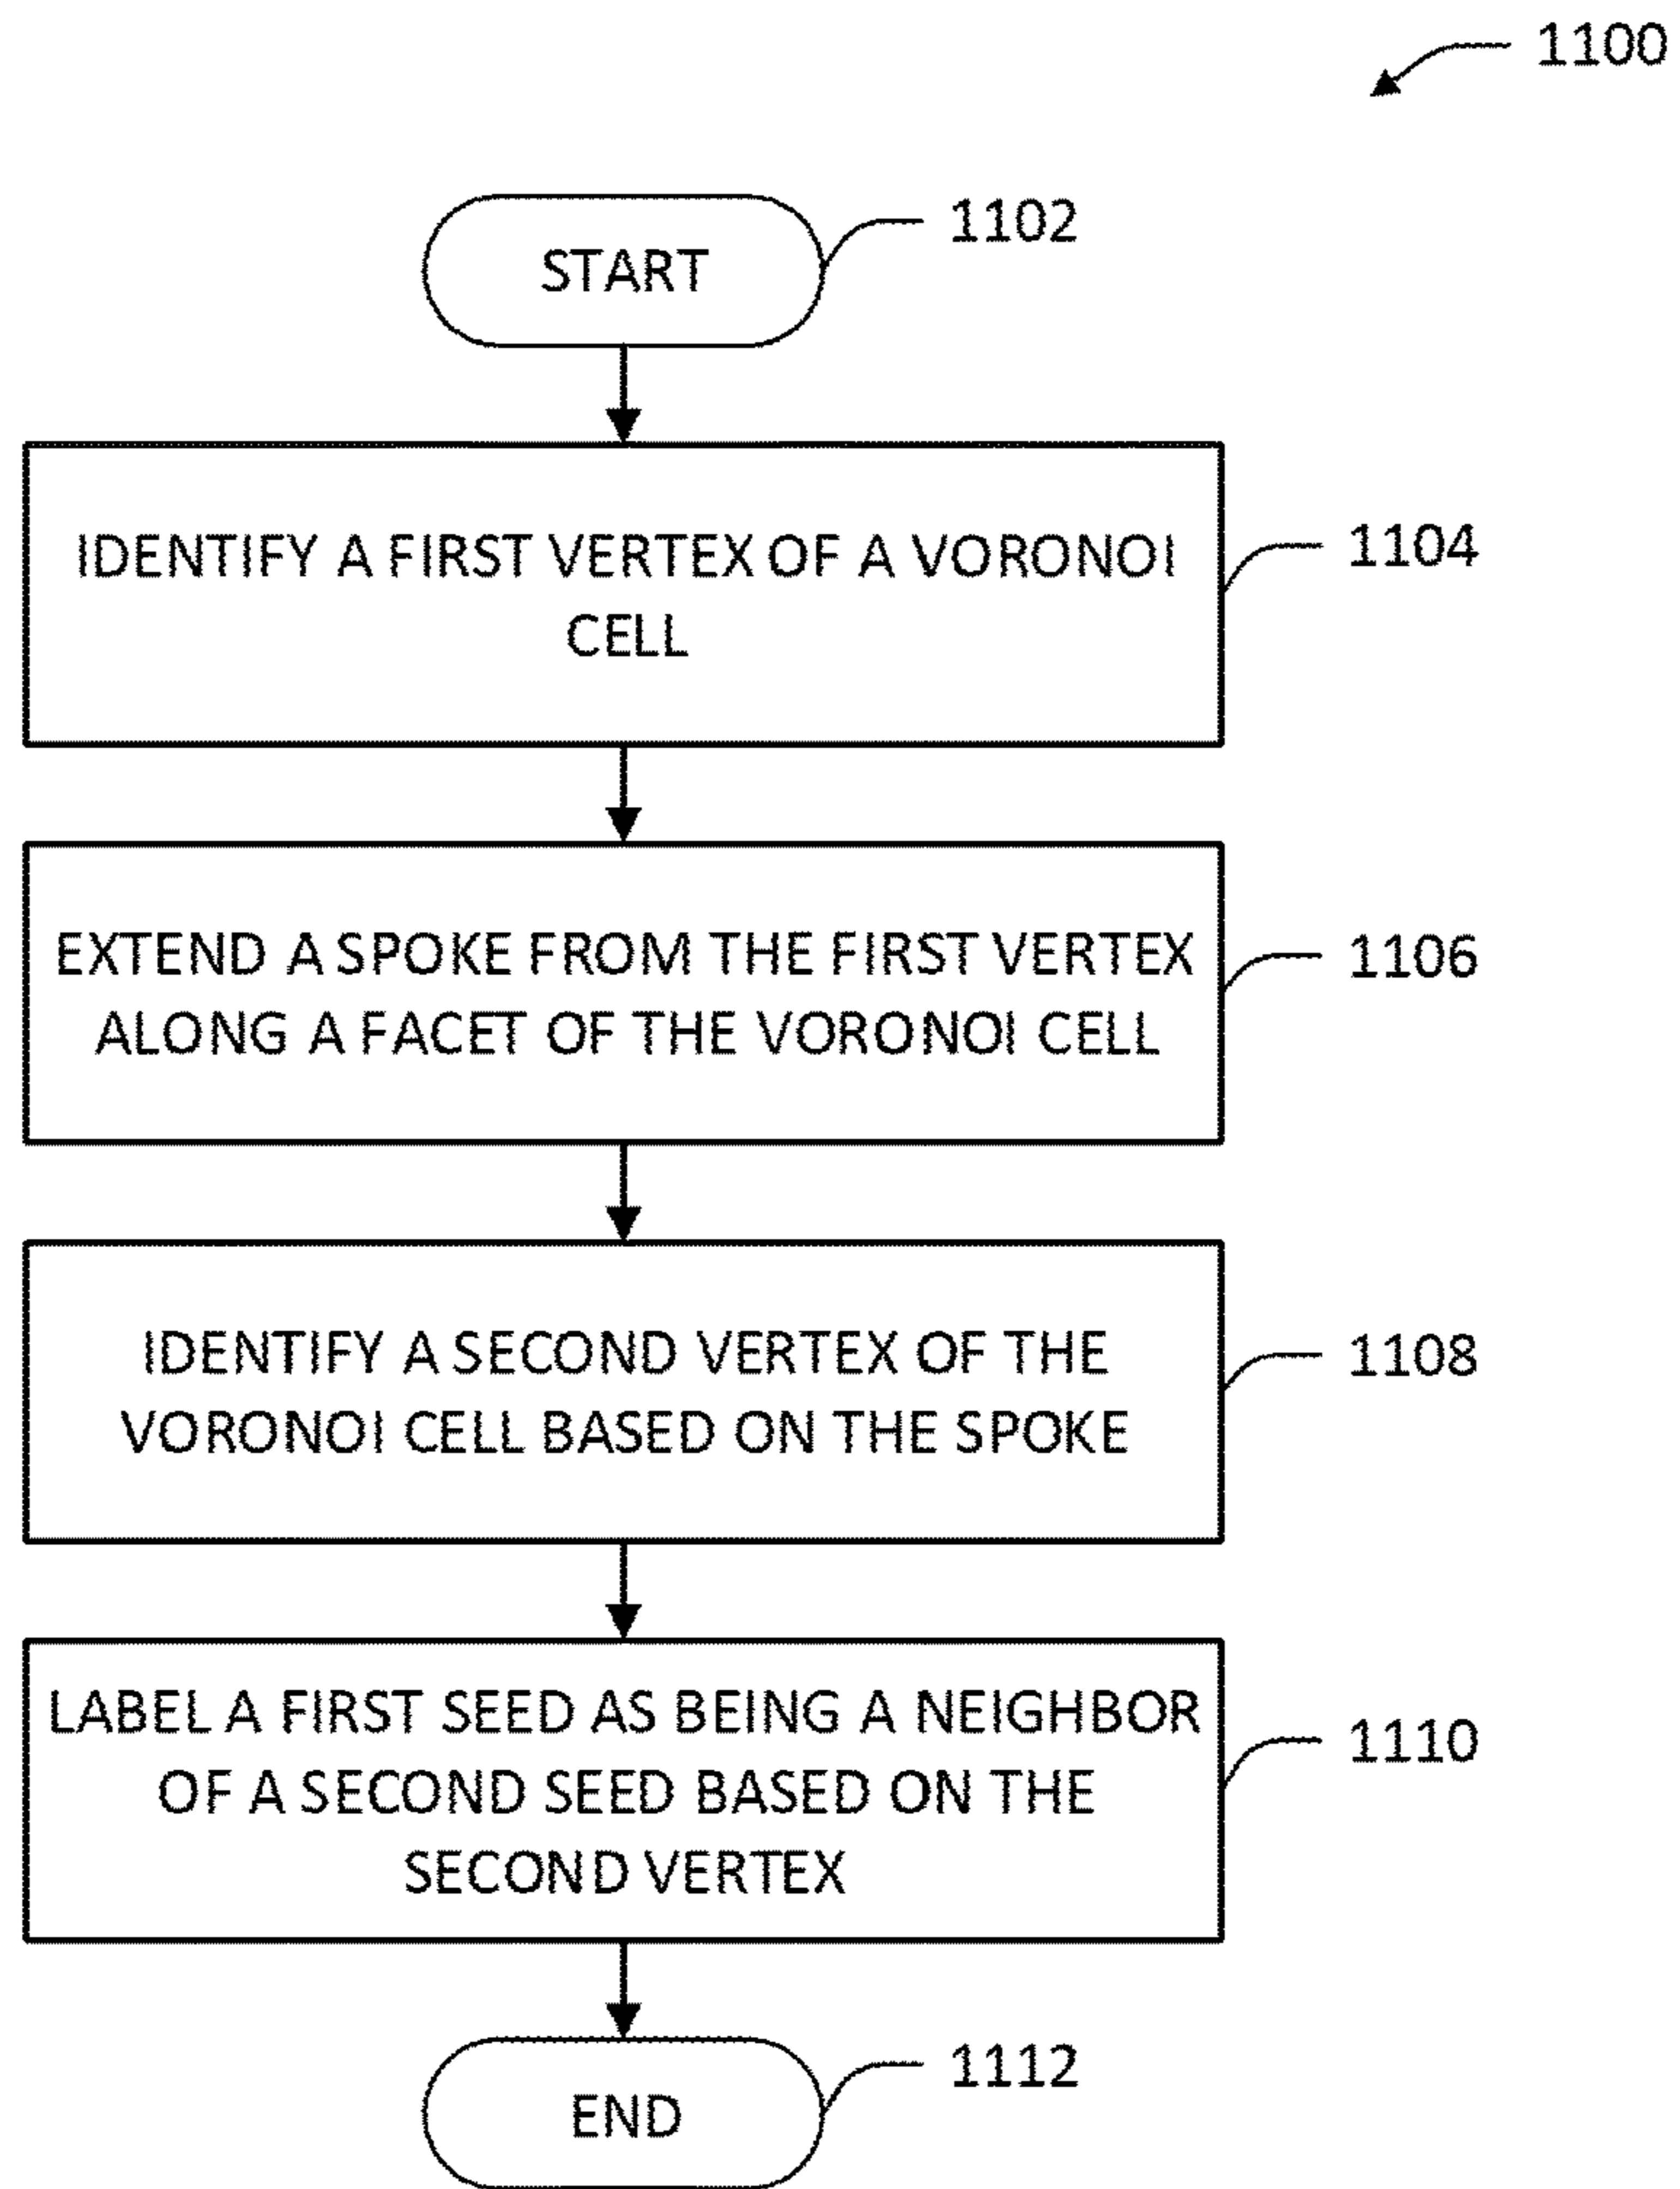 1100
START
1102
IDENTIFY A FIRST VERTEX OF A VORONOI
CELL
1104
EXTEND A SPOKE FROM THE FIRST VERTEX
ALONG A FACET OF THE VORONOI CELL
1106
IDENTIFY A SECOND VERTEX OF THE
VORONOI CELL BASED ON THE SPOKE
1108
LABEL A FIRST SEED AS BEING A NEIGHBOR
OF A SECOND SEED BASED ON THE
SECOND VERTEX
1110
END
1112